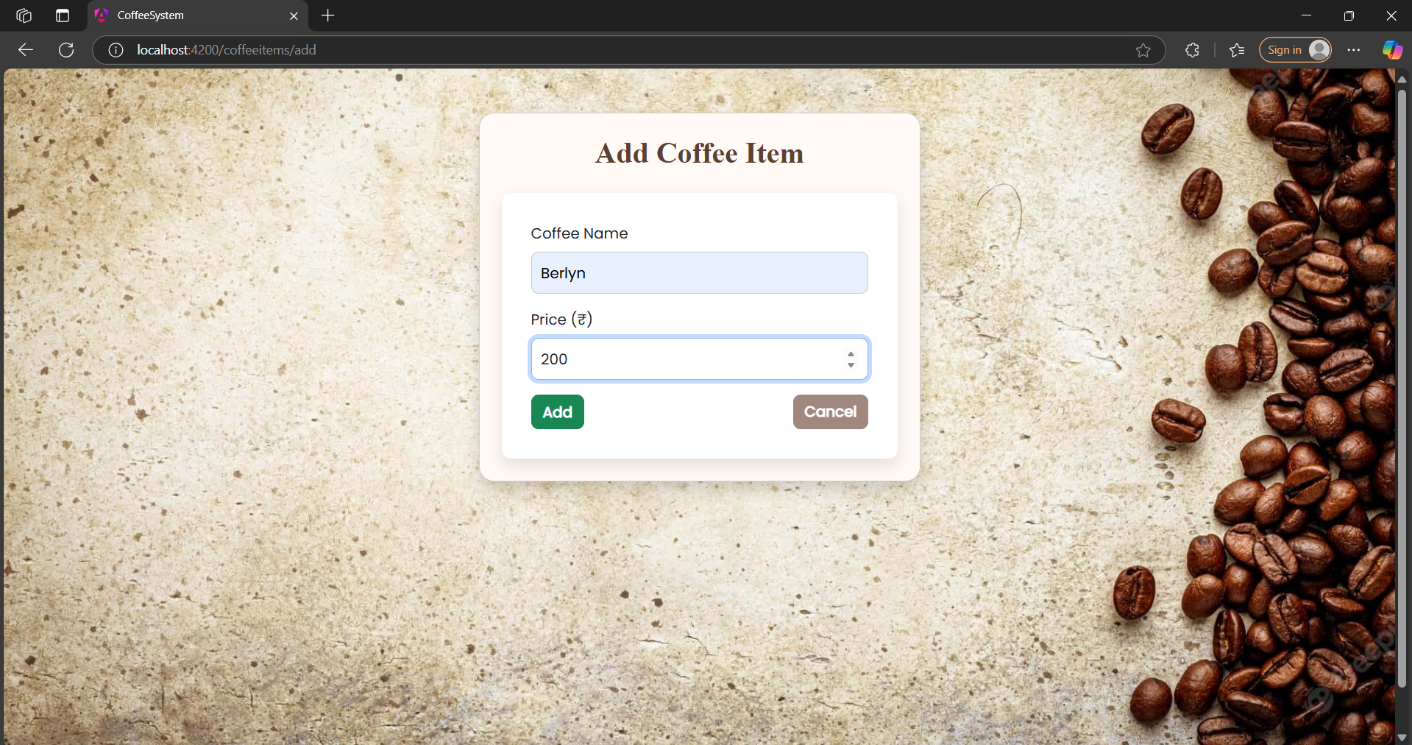 CoffeeSystem
localhost:4200/coffeeitems/add
Sign in
Add Coffee Item
Coffee Name
Berlyn
Price (₹)
200
Add
Cancel